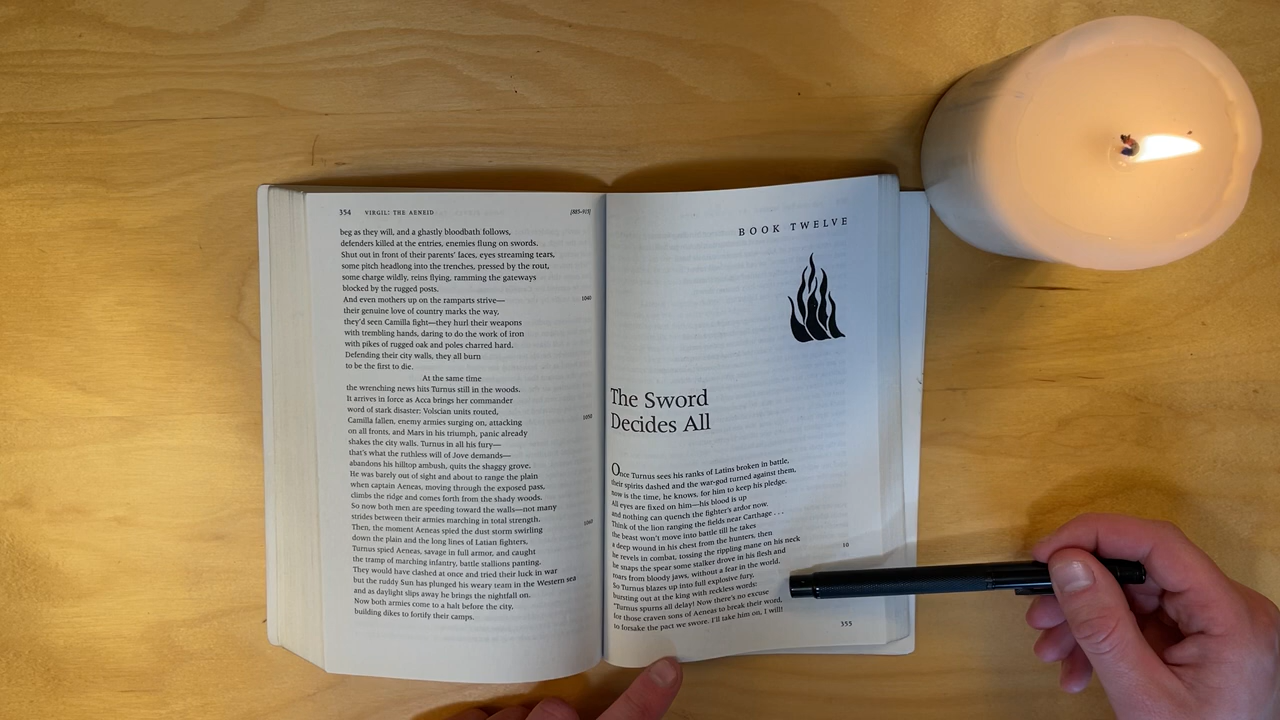 354 VIRGIL: THE AENEID [885–915]
beg as they will, and a ghastly bloodbath follows,
defenders killed at the entries, enemies flung on swords.
Shut out in front of their parents' faces, eyes streaming tears,
some pitch headlong into the trenches, pressed by the rout,
some charge wildly, reins flying, ramming the gateways
blocked by the rugged posts.
And even mothers up on the ramparts strive— 1040
their genuine love of country marks the way,
they'd seen Camilla fight—they hurl their weapons
with trembling hands, daring to do the work of iron
with pikes of rugged oak and poles charred hard.
Defending their city walls, they all burn
to be the first to die.
At the same time
the wrenching news hits Turnus still in the woods.
It arrives in force as Acca brings her commander
word of stark disaster: Volscian units routed,
Camilla fallen, enemy armies surging on, attacking 1050
on all fronts, and Mars in his triumph, panic already
shakes the city walls. Turnus in all his fury—
that's what the ruthless will of Jove demands—
abandons his hilltop ambush, quits the shaggy grove.
He was barely out of sight and about to range the plain
when captain Aeneas, moving through the exposed pass,
climbs the ridge and comes forth from the shady woods.
So now both men are speeding toward the walls—not many
strides between their armies marching in total strength.
Then, the moment Aeneas spied the dust storm swirling 1060
down the plain and the long lines of Latian fighters,
Turnus spied Aeneas, savage in full armor, and caught
the tramp of marching infantry, battle stallions panting.
They would have clashed at once and tried their luck in war
but the ruddy Sun has plunged his weary team in the Western sea
and as daylight slips away he brings the nightfall on.
Now both armies come to a halt before the city,
building dikes to fortify their camps.
BOOK TWELVE
The Sword
Decides All
Once Turnus sees his ranks of Latins broken in battle,
their spirits dashed and the war-god turned against them,
now is the time, he knows, for him to keep his pledge.
All eyes are fixed on him—his blood is up
and nothing can quench the fighter's ardor now.
Think of the lion ranging the fields near Carthage . . .
the beast won't move into battle till he takes
a deep wound in his chest from the hunters, then
he revels in combat, tossing the rippling mane on his neck
he snaps the spear some stalker drove in his flesh and 10
roars from bloody jaws, without a fear in the world.
So Turnus blazes up into full explosive fury,
bursting out at the king with reckless words:
"Turnus spurns all delay! Now there's no excuse
for those craven sons of Aeneas to break their word,
to forsake the pact we swore. I'll take him on, I will!
355